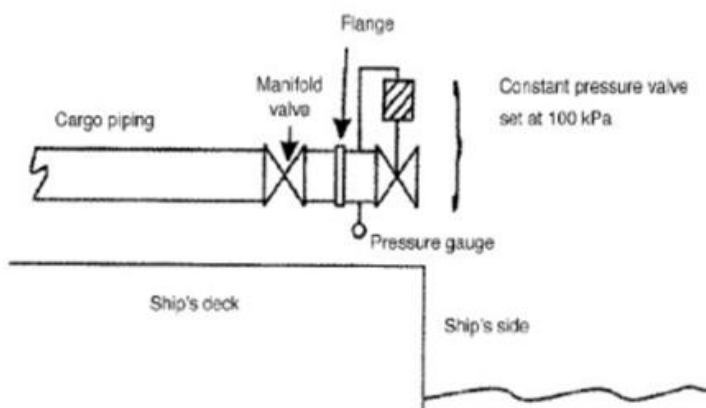 Flange
Manifold
valve
Constant pressure valve
set at 100 kPa
Cargo piping
Pressure gauge
Ship's deck
Ship's side